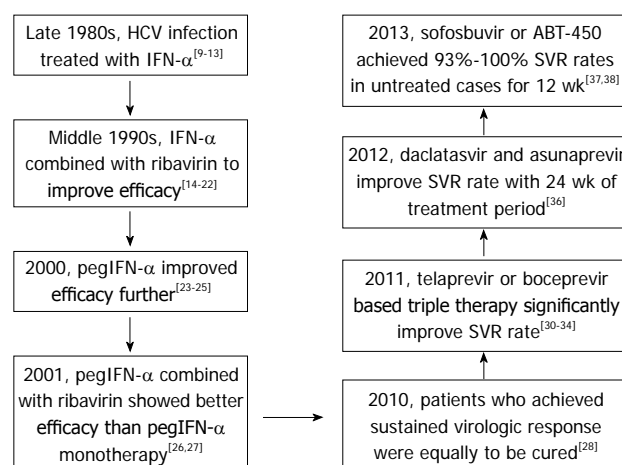 Late 1980s, HCV infection
treated with IFN-α[9-13]
Middle 1990s, IFN-α
combined with ribavirin to
improve efficacy[14-22]
2000, pegIFN-α improved
efficacy further[23-25]
2001, pegIFN-α combined
with ribavirin showed better
efficacy than pegIFN-α
monotherapy[26,27]
2010, patients who achieved
sustained virologic response
were equally to be cured[28]
2011, telaprevir or boceprevir
based triple therapy significantly
improve SVR rate[30-34]
2012, daclatasvir and asunaprevir
improve SVR rate with 24 wk of
treatment period[36]
2013, sofosbuvir or ABT-450
achieved 93%-100% SVR rates
in untreated cases for 12 wk[37,38]